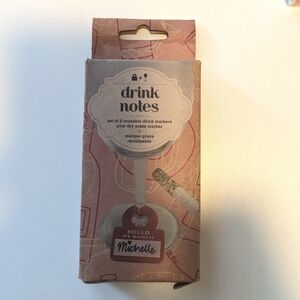 drink
notes
set of 6 reusable drink markers
plus dry erase marker
marque-place
réutilisable
HELLO
MY NAME IS
Michelle